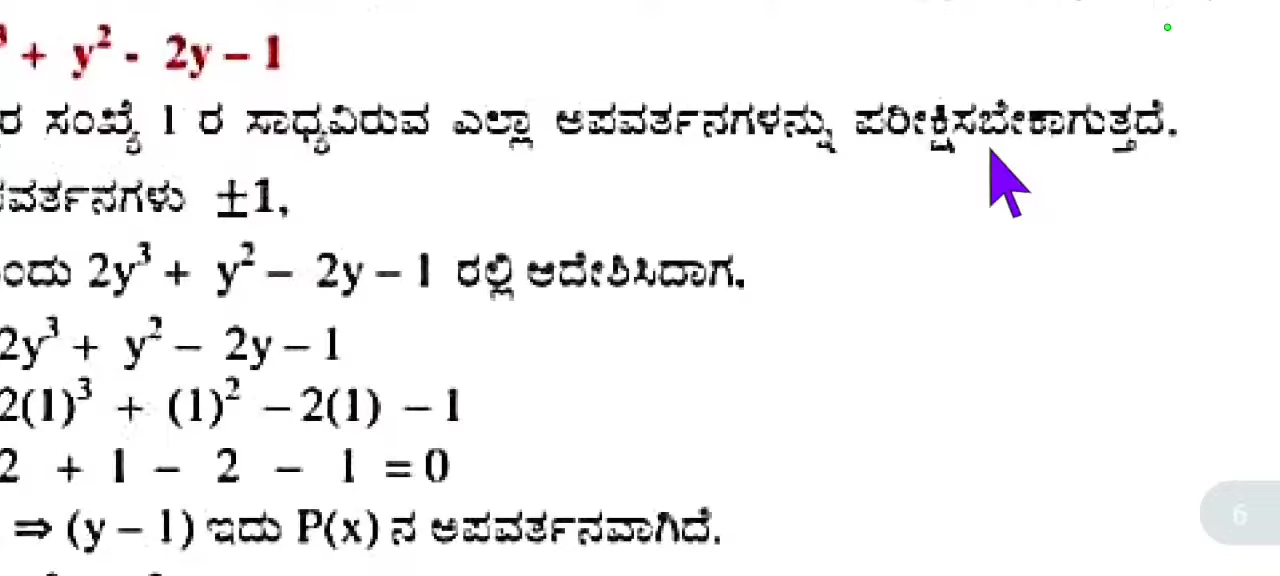 + y² - 2y – 1
ರ ಸಂಖ್ಯೆ 1 ರ ಸಾಧ್ಯವಿರುವ ಎಲ್ಲಾ ಅಪವರ್ತನಗಳನ್ನು ಪರೀಕ್ಷಿಸಬೇಕಾಗುತ್ತದೆ.
ಪವರ್ತನಗಳು ±1,
ಂದು 2y³ + y² – 2y – 1 ರಲ್ಲಿ ಆದೇಶಿಸಿದಾಗ,
2y³ + y² – 2y – 1
2(1)³ + (1)² – 2(1) – 1
2 + 1 – 2 – 1 = 0
⇒ (y – 1) ಇದು P(x) ನ ಅಪವರ್ತನವಾಗಿದೆ.
6